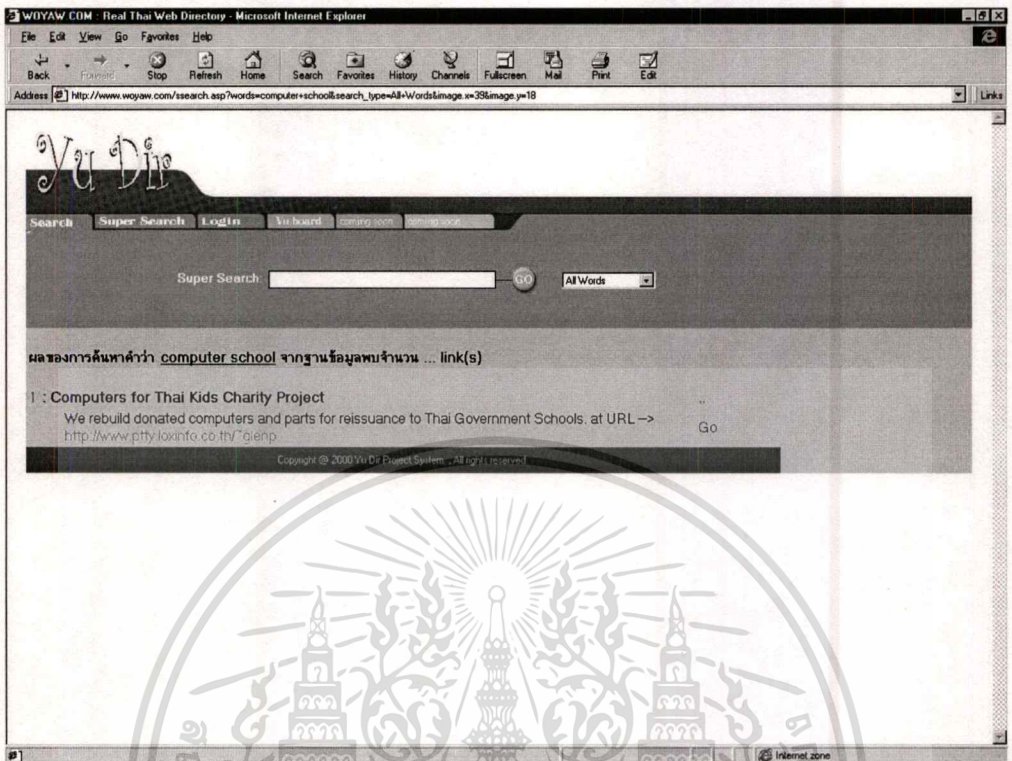 WOYAW.COM : Real Thai Web Directory - Microsoft Internet Explorer
File Edit View Go Favorites Help
Back Forward Stop Refresh Home Search Favorites History Channels Fullscreen Mail Print Edit
Address http://www.woyaw.com/ssearch.asp?words=computer+school&search_type=All+Words&image.x=39&image.y=18 Links
Yu Dir
Search Super Search LogIn Yu board coming soon coming soon
Super Search: GO All Words
ผลของการค้นหาคำว่า computer school จากฐานข้อมูลพบจำนวน ... link(s)
1 : Computers for Thai Kids Charity Project
..
We rebuild donated computers and parts for reissuance to Thai Government Schools. at URL -->
Go
http://www.ptty.loxinfo.co.th/~glenp
Copyright @ 2000 Yu Dir Project System. , All rights reserved.
Internet zone